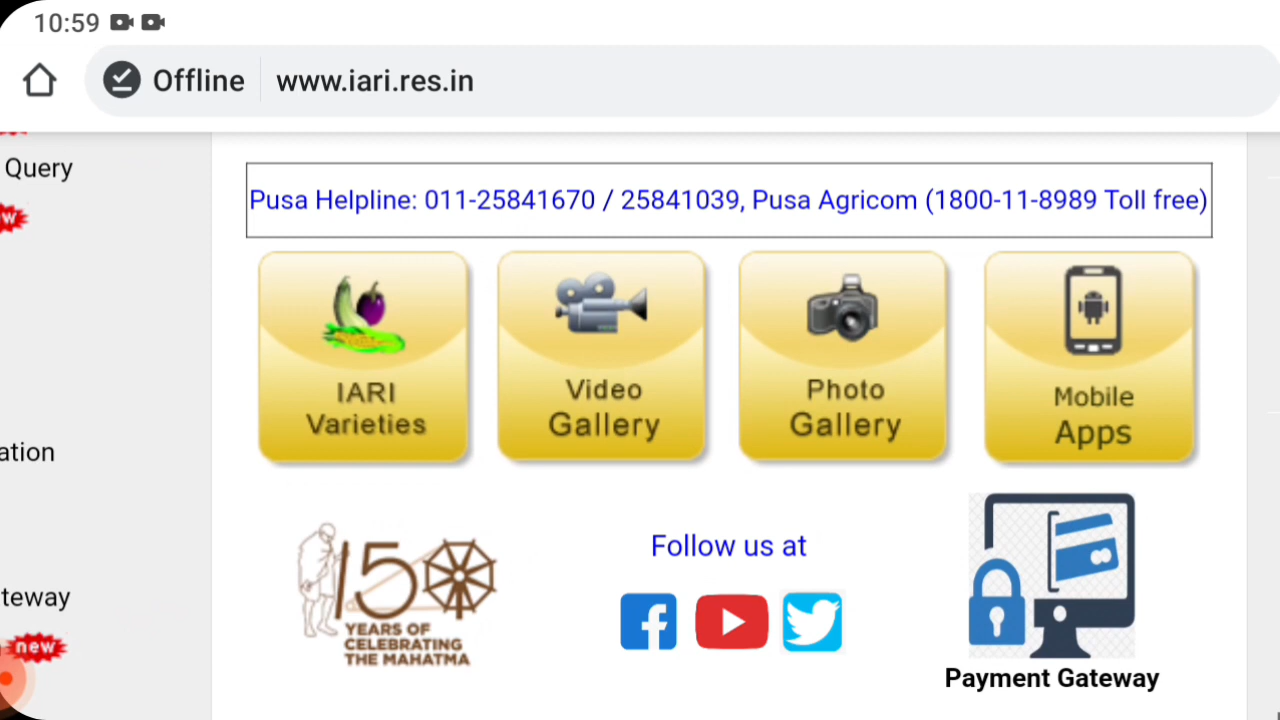 10:59
Offline www.iari.res.in
Query
Pusa Helpline: 011-25841670 / 25841039, Pusa Agricom (1800-11-8989 Toll free)
IARI
Varieties
Video
Gallery
Photo
Gallery
Mobile
Apps
ation
150
YEARS OF
CELEBRATING
THE MAHATMA
Follow us at
teway
new
Payment Gateway